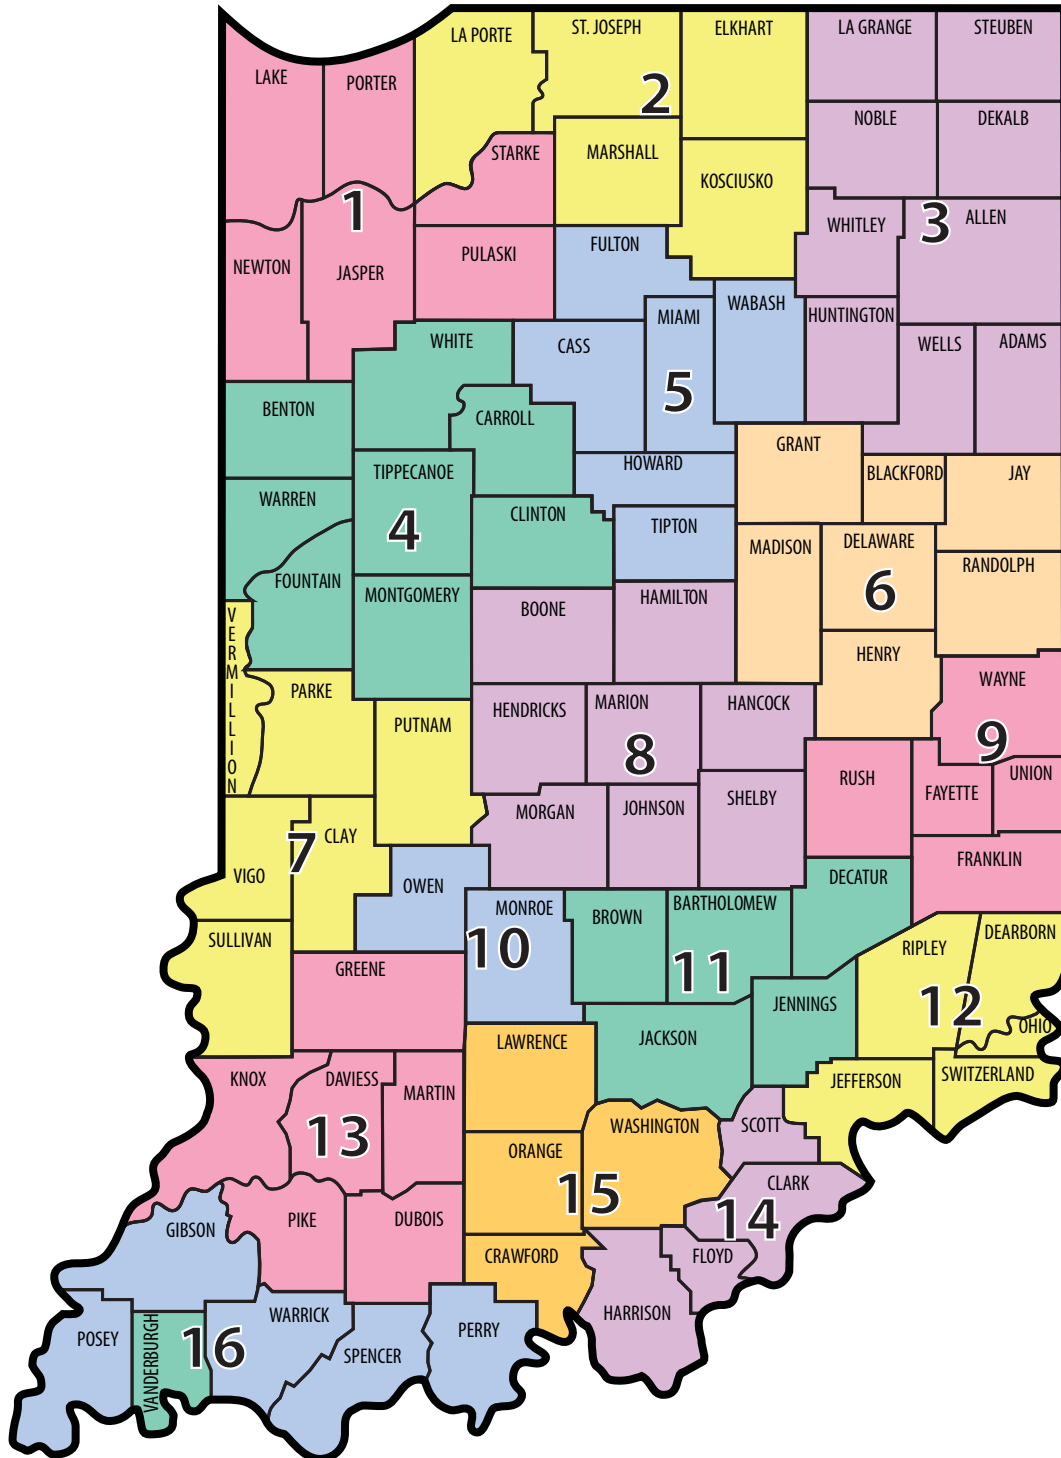 LA PORTE
ST. JOSEPH
ELKHART
LA GRANGE
STEUBEN
LAKE
PORTER
2
NOBLE
DEKALB
STARKE
MARSHALL
KOSCIUSKO
1
WHITLEY
3
ALLEN
NEWTON
JASPER
PULASKI
FULTON
WABASH
MIAMI
HUNTINGTON
WHITE
CASS
WELLS
ADAMS
5
BENTON
CARROLL
GRANT
TIPPECANOE
HOWARD
BLACKFORD
JAY
WARREN
4
CLINTON
TIPTON
MADISON
DELAWARE
RANDOLPH
FOUNTAIN
MONTGOMERY
BOONE
HAMILTON
6
VERMILLION
HENRY
PARKE
PUTNAM
HENDRICKS
MARION
HANCOCK
WAYNE
8
9
RUSH
FAYETTE
UNION
MORGAN
JOHNSON
SHELBY
7
CLAY
VIGO
OWEN
DECATUR
FRANKLIN
SULLIVAN
MONROE
BROWN
BARTHOLOMEW
RIPLEY
DEARBORN
10
11
GREENE
JENNINGS
12
OHIO
LAWRENCE
JACKSON
KNOX
DAVIESS
MARTIN
JEFFERSON
SWITZERLAND
13
WASHINGTON
SCOTT
ORANGE
15
CLARK
14
GIBSON
PIKE
DUBOIS
CRAWFORD
FLOYD
HARRISON
POSEY
VANDERBURGH
16
WARRICK
SPENCER
PERRY